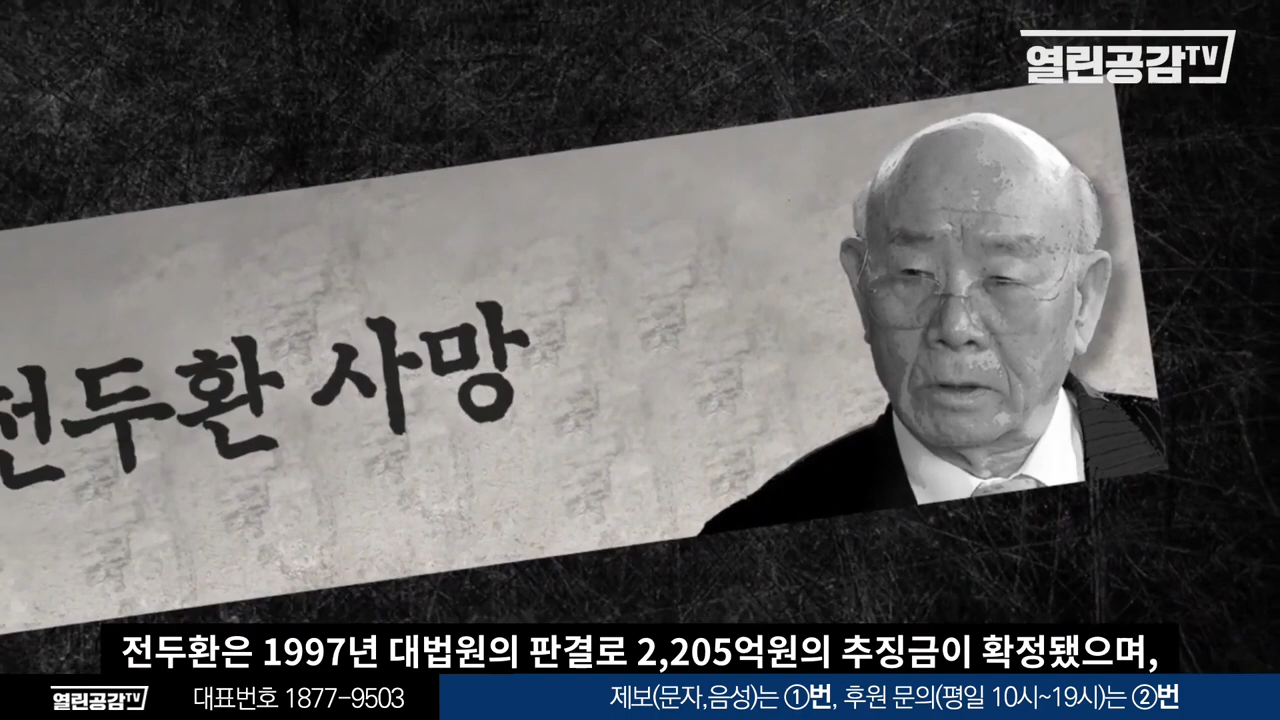 열린공감TV
전두환 사망
전두환은 1997년 대법원의 판결로 2,205억원의 추징금이 확정됐으며,
열린공감TV 대표번호 1877-9503 제보(문자,음성)는 ①번, 후원 문의(평일 10시~19시)는 ②번